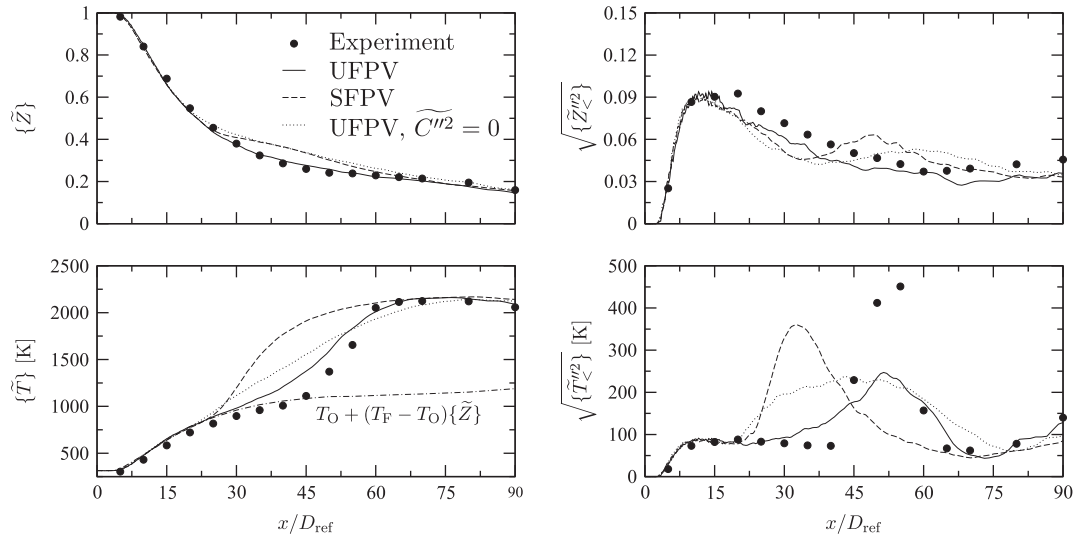 1
0.8
0.6
0.4
0.2
0
{Z̃}
Experiment
UFPV
SFPV
UFPV, C̃″² = 0
0.15
0.12
0.09
0.06
0.03
0
√{Z̃″²<}
2500
2000
1500
1000
500
{T̃} [K]
T_O + (T_F − T_O){Z̃}
0 15 30 45 60 75 90
x/D_ref
500
400
300
200
100
0
√{T̃″²<} [K]
0 15 30 45 60 75 90
x/D_ref